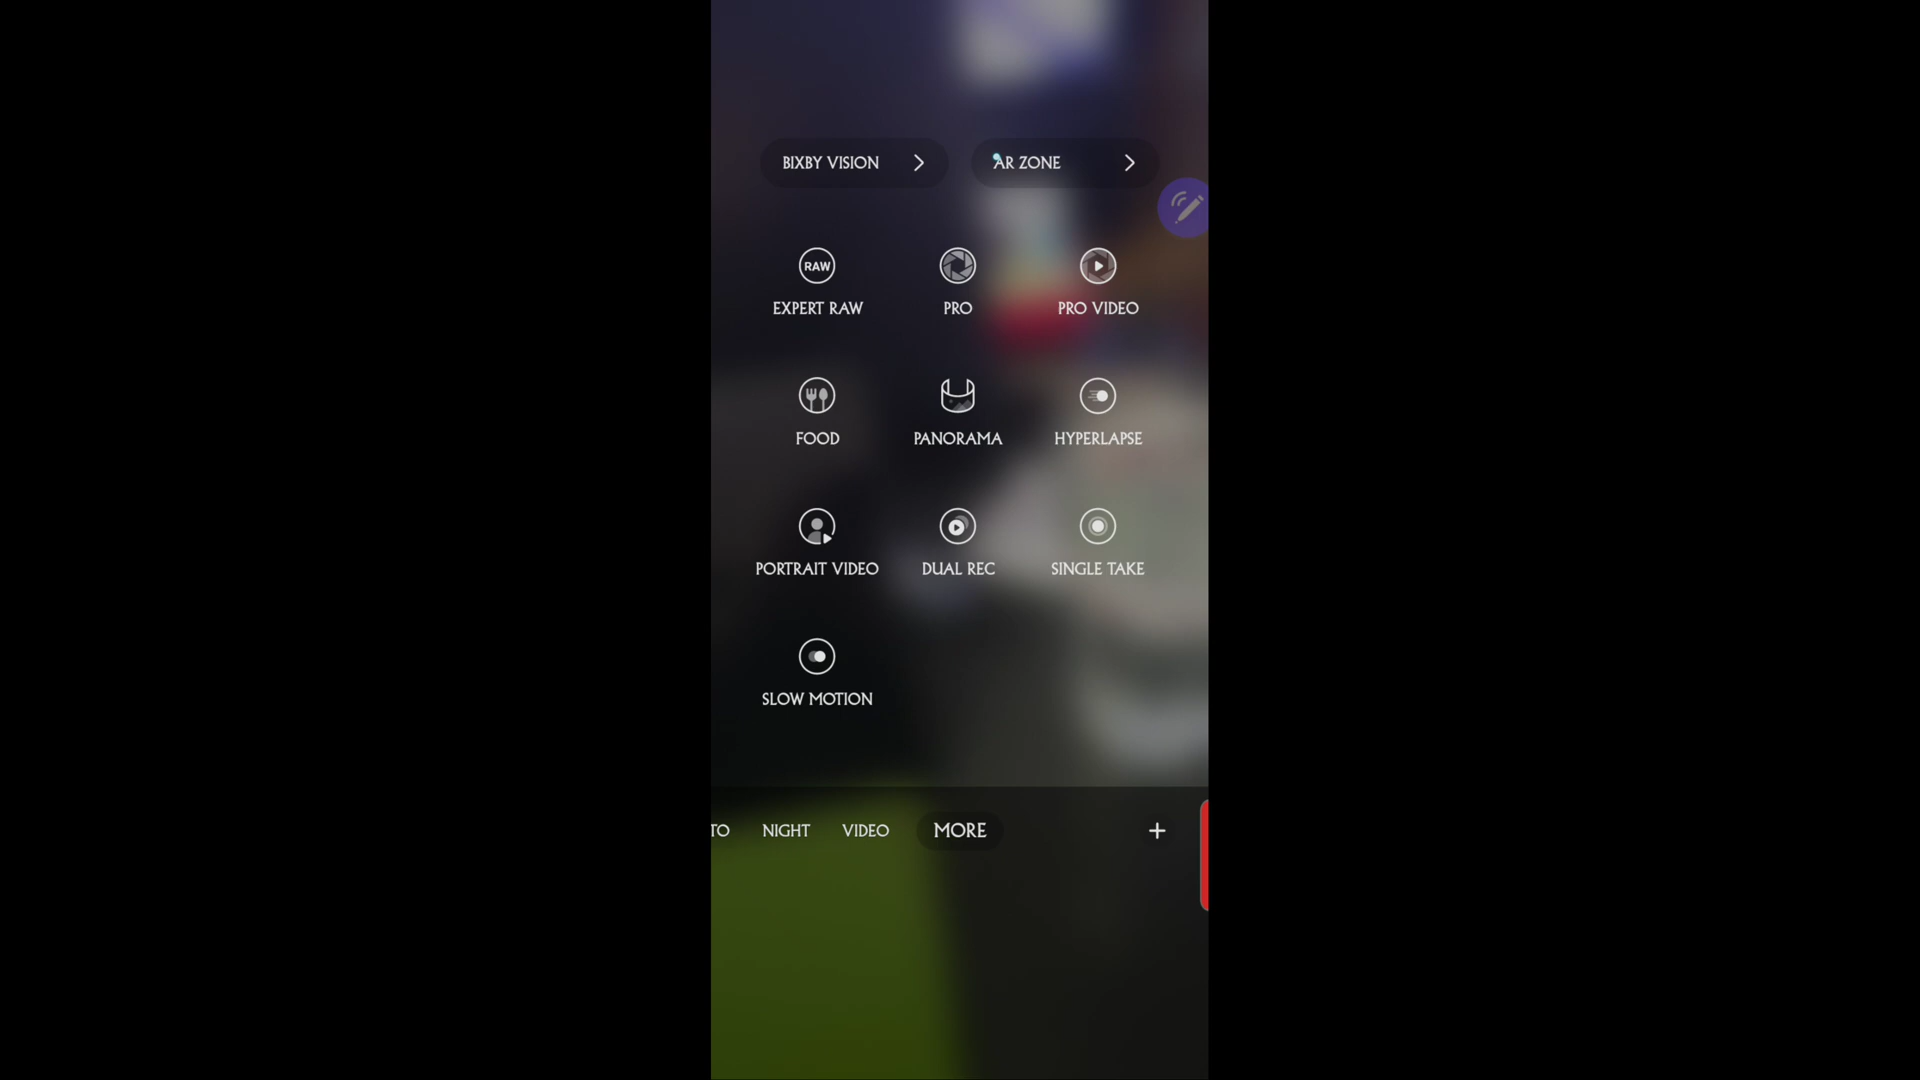 BIXBY VISION
AR ZONE
RAW
EXPERT RAW
PRO
PRO VIDEO
FOOD
PANORAMA
HYPERLAPSE
PORTRAIT VIDEO
DUAL REC
SINGLE TAKE
SLOW MOTION
TO NIGHT VIDEO MORE +